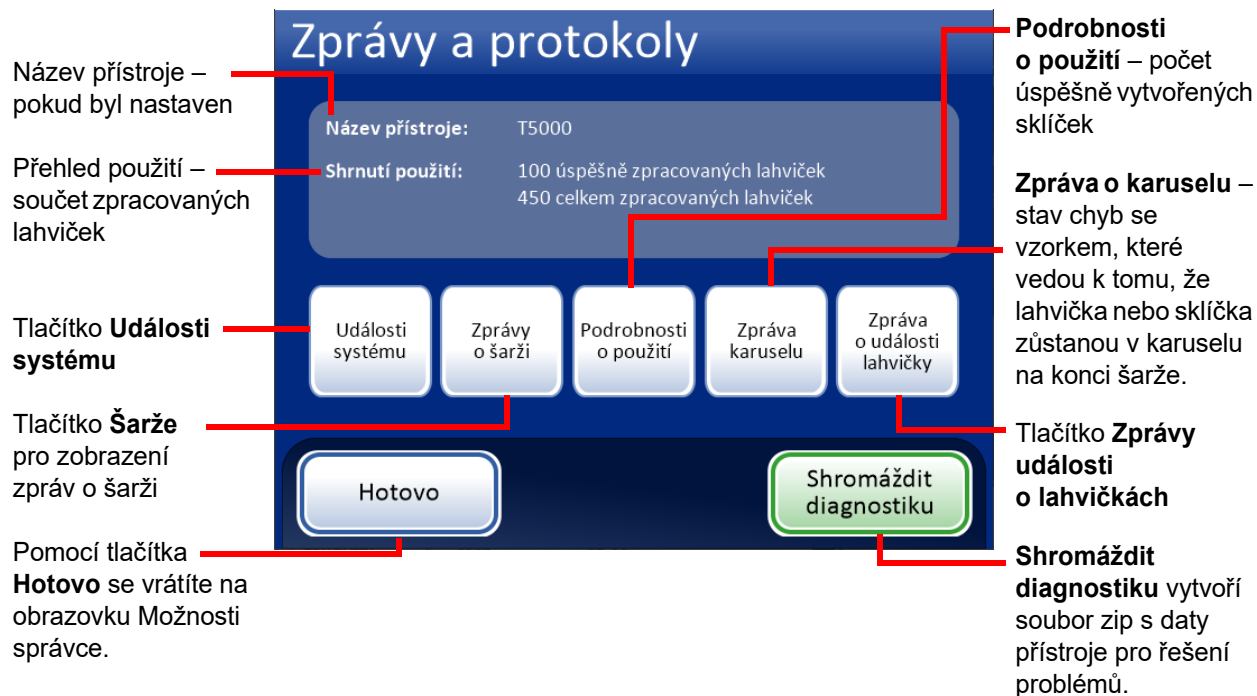 Zprávy a protokoly
Název přístroje –
pokud byl nastaven
Přehled použití –
součet zpracovaných
lahviček
Tlačítko Události
systému
Tlačítko Šarže
pro zobrazení
zpráv o šarži
Pomocí tlačítka
Hotovo se vrátíte na
obrazovku Možnosti
správce.
Název přístroje: T5000
Shrnutí použití: 100 úspěšně zpracovaných lahviček
450 celkem zpracovaných lahviček
Události
systému
Zprávy
o šarži
Podrobnosti
o použití
Zpráva
karuselu
Zpráva
o události
lahvičky
Hotovo
Shromáždit
diagnostiku
Podrobnosti
o použití – počet
úspěšně vytvořených
sklíček
Zpráva o karuselu –
stav chyb se
vzorkem, které
vedou k tomu, že
lahvička nebo sklíčka
zůstanou v karuselu
na konci šarže.
Tlačítko Zprávy
události
o lahvičkách
Shromáždit
diagnostiku vytvoří
soubor zip s daty
přístroje pro řešení
problémů.